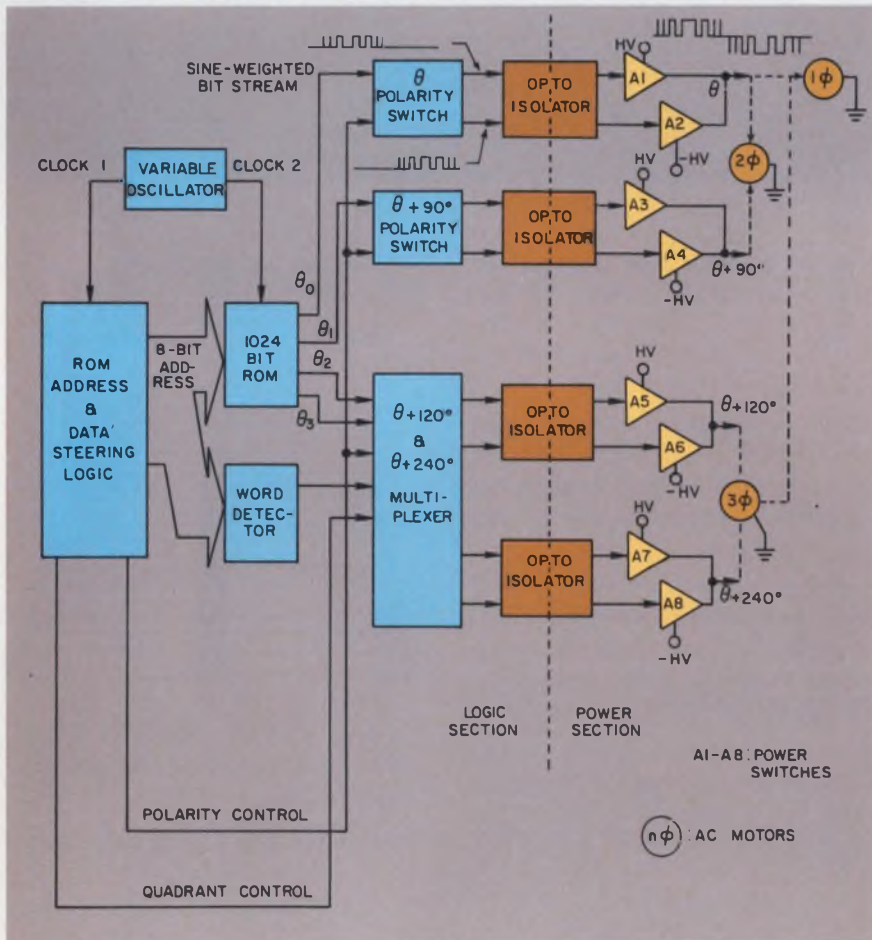 SINE-WEIGHTED
BIT STREAM
θ
POLARITY
SWITCH
OPTO
ISOLATOR
HV
A1
A2
-HV
θ
1ϕ
2ϕ
CLOCK 1
VARIABLE
OSCILLATOR
CLOCK 2
θ+90°
POLARITY
SWITCH
OPTO
ISOLATOR
HV
A3
A4
-HV
θ+90°
ROM
ADDRESS
&
DATA'
STEERING
LOGIC
8-BIT
AD-
DRESS
1024
BIT
ROM
θ0
θ1
θ2
θ3
WORD
DETEC-
TOR
θ+120°
&
θ+240°
MULTI-
PLEXER
OPTO
ISOLATOR
HV
A5
A6
-HV
θ+120°
3ϕ
OPTO
ISOLATOR
HV
A7
A8
-HV
θ+240°
LOGIC
SECTION
POWER
SECTION
A1-A8: POWER
SWITCHES
POLARITY CONTROL
nϕ : AC MOTORS
QUADRANT CONTROL